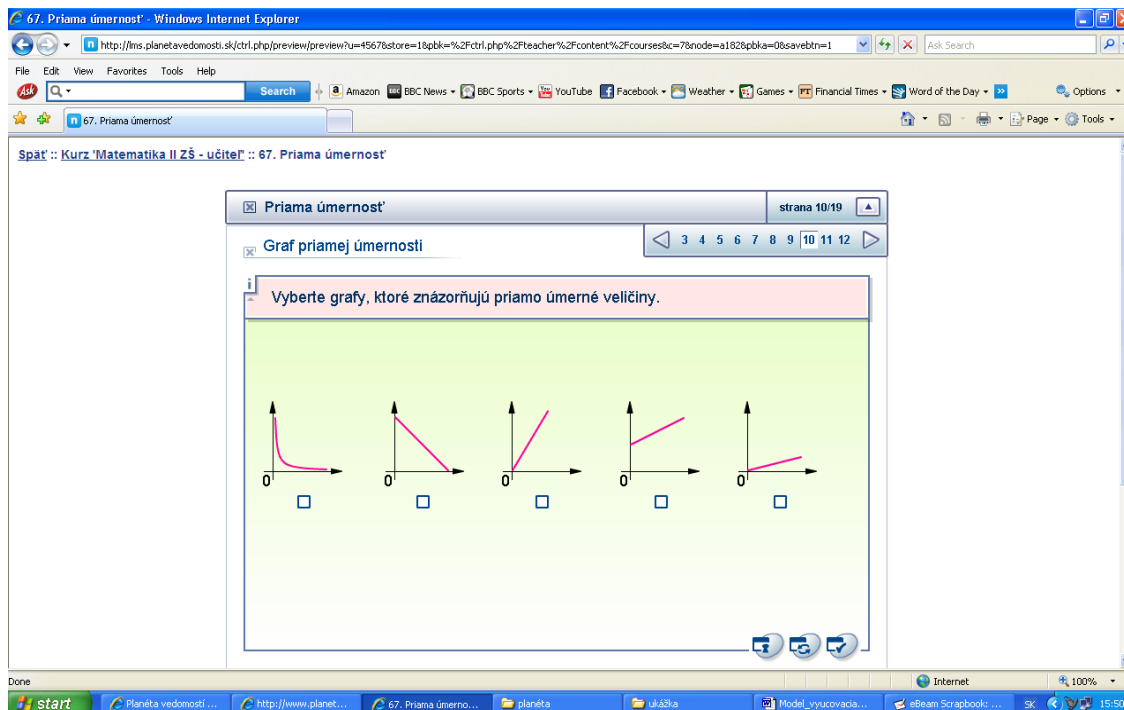 67. Priama úmernosť - Windows Internet Explorer
http://lms.planetavedomosti.sk/ctrl.php/preview/preview?u=4567&store=1&pbk=%2Fctrl.php%2Fteacher%2Fcontent%2Fcourses&c=7&node=a182&pbka=0&savebtn=1
Ask Search
File Edit View Favorites Tools Help
Ask Search Amazon BBC News BBC Sports YouTube Facebook Weather Games Financial Times Word of the Day Options
67. Priama úmernosť Page Tools
Späť :: Kurz 'Matematika II ZŠ - učiteľ' :: 67. Priama úmernosť
Priama úmernosť strana 10/19
Graf priamej úmernosti 3 4 5 6 7 8 9 10 11 12
i
Vyberte grafy, ktoré znázorňujú priamo úmerné veličiny.
0 0 0 0 0
Done Internet 100%
start Planéta vedomostí ... http://www.planet... 67. Priama úmerno... planéta ukážka Model_vyucovacia... eBeam Scrapbook: ... SK 15:50